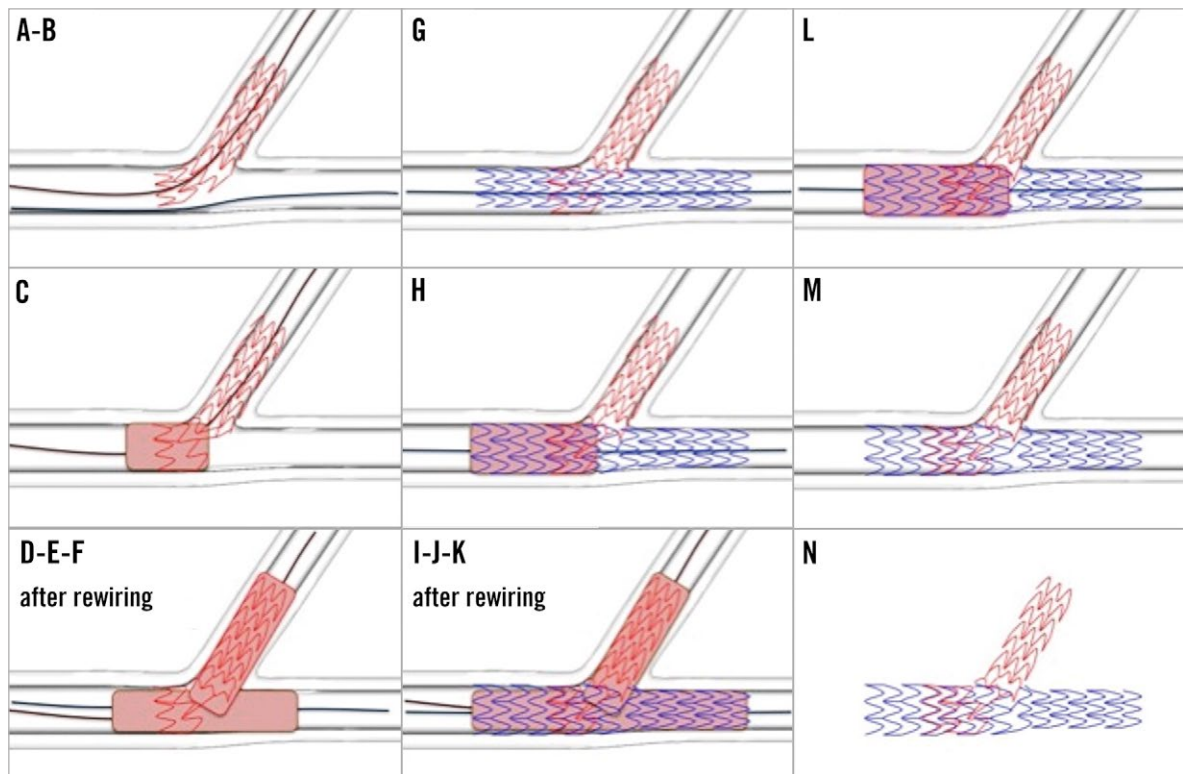 A-B
G
L
C
H
M
D-E-F
after rewiring
I-J-K
after rewiring
N